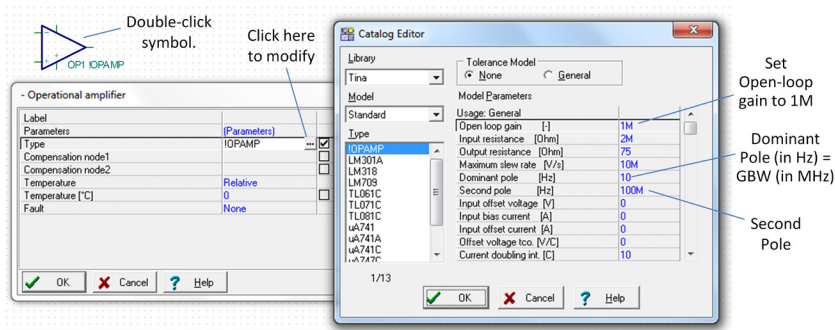 Double-click
symbol.
OP1 !OPAMP
Click here
to modify
- Operational amplifier
Label
Parameters (Parameters)
Type !OPAMP ...
Compensation node1
Compensation node2
Temperature Relative
Temperature [°C] 0
Fault None
OK Cancel ? Help
Catalog Editor
Library
Tina
Model
Standard
Type
!OPAMP
LM301A
LM318
LM709
TL061C
TL071C
TL081C
uA741
uA741A
uA741C
uA747C
1/13
Tolerance Model
None General
Model Parameters
Usage: General
Open loop gain [-] 1M
Input resistance [Ohm] 2M
Output resistance [Ohm] 75
Maximum slew rate [V/s] 10M
Dominant pole [Hz] 10
Second pole [Hz] 100M
Input offset voltage [V] 0
Input bias current [A] 0
Input offset current [A] 0
Offset voltage tco. [V/C] 0
Current doubling int. [C] 10
OK Cancel ? Help
Set
Open-loop
gain to 1M
Dominant
Pole (in Hz) =
GBW (in MHz)
Second
Pole